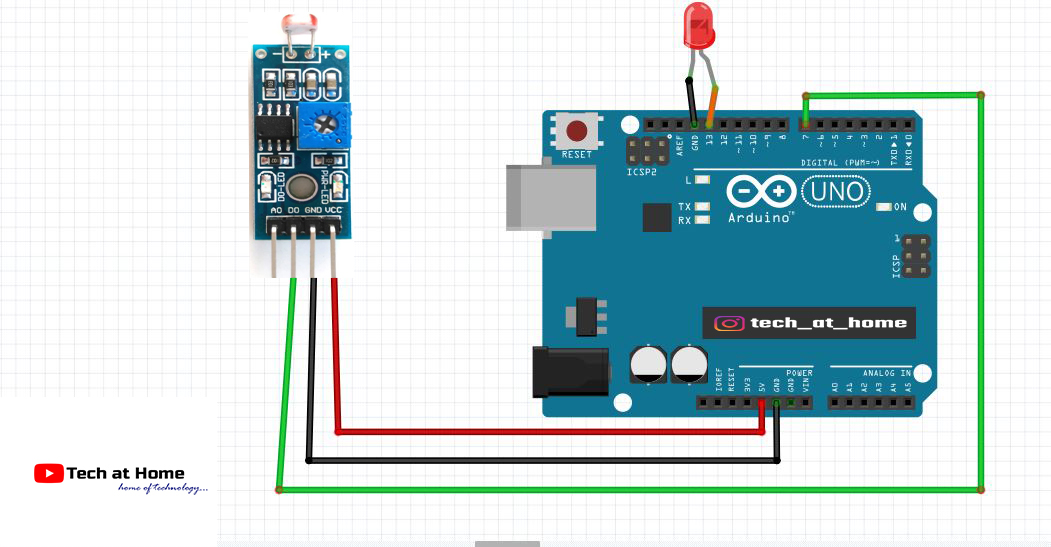 - +
DO-LED
PWR-LED
AO DO GND VCC
RESET
ICSP2
AREF
GND
13
12
~11
~10
~9
8
7
~6
~5
4
~3
2
TX0▶1
RX0◀0
DIGITAL (PWM=~)
L
TX
RX
UNO
Arduino™
ON
1
ICSP
tech_at_home
POWER
ANALOG IN
IOREF
RESET
3V3
5V
GND
GND
VIN
A0
A1
A2
A3
A4
A5
Tech at Home
home of technology...